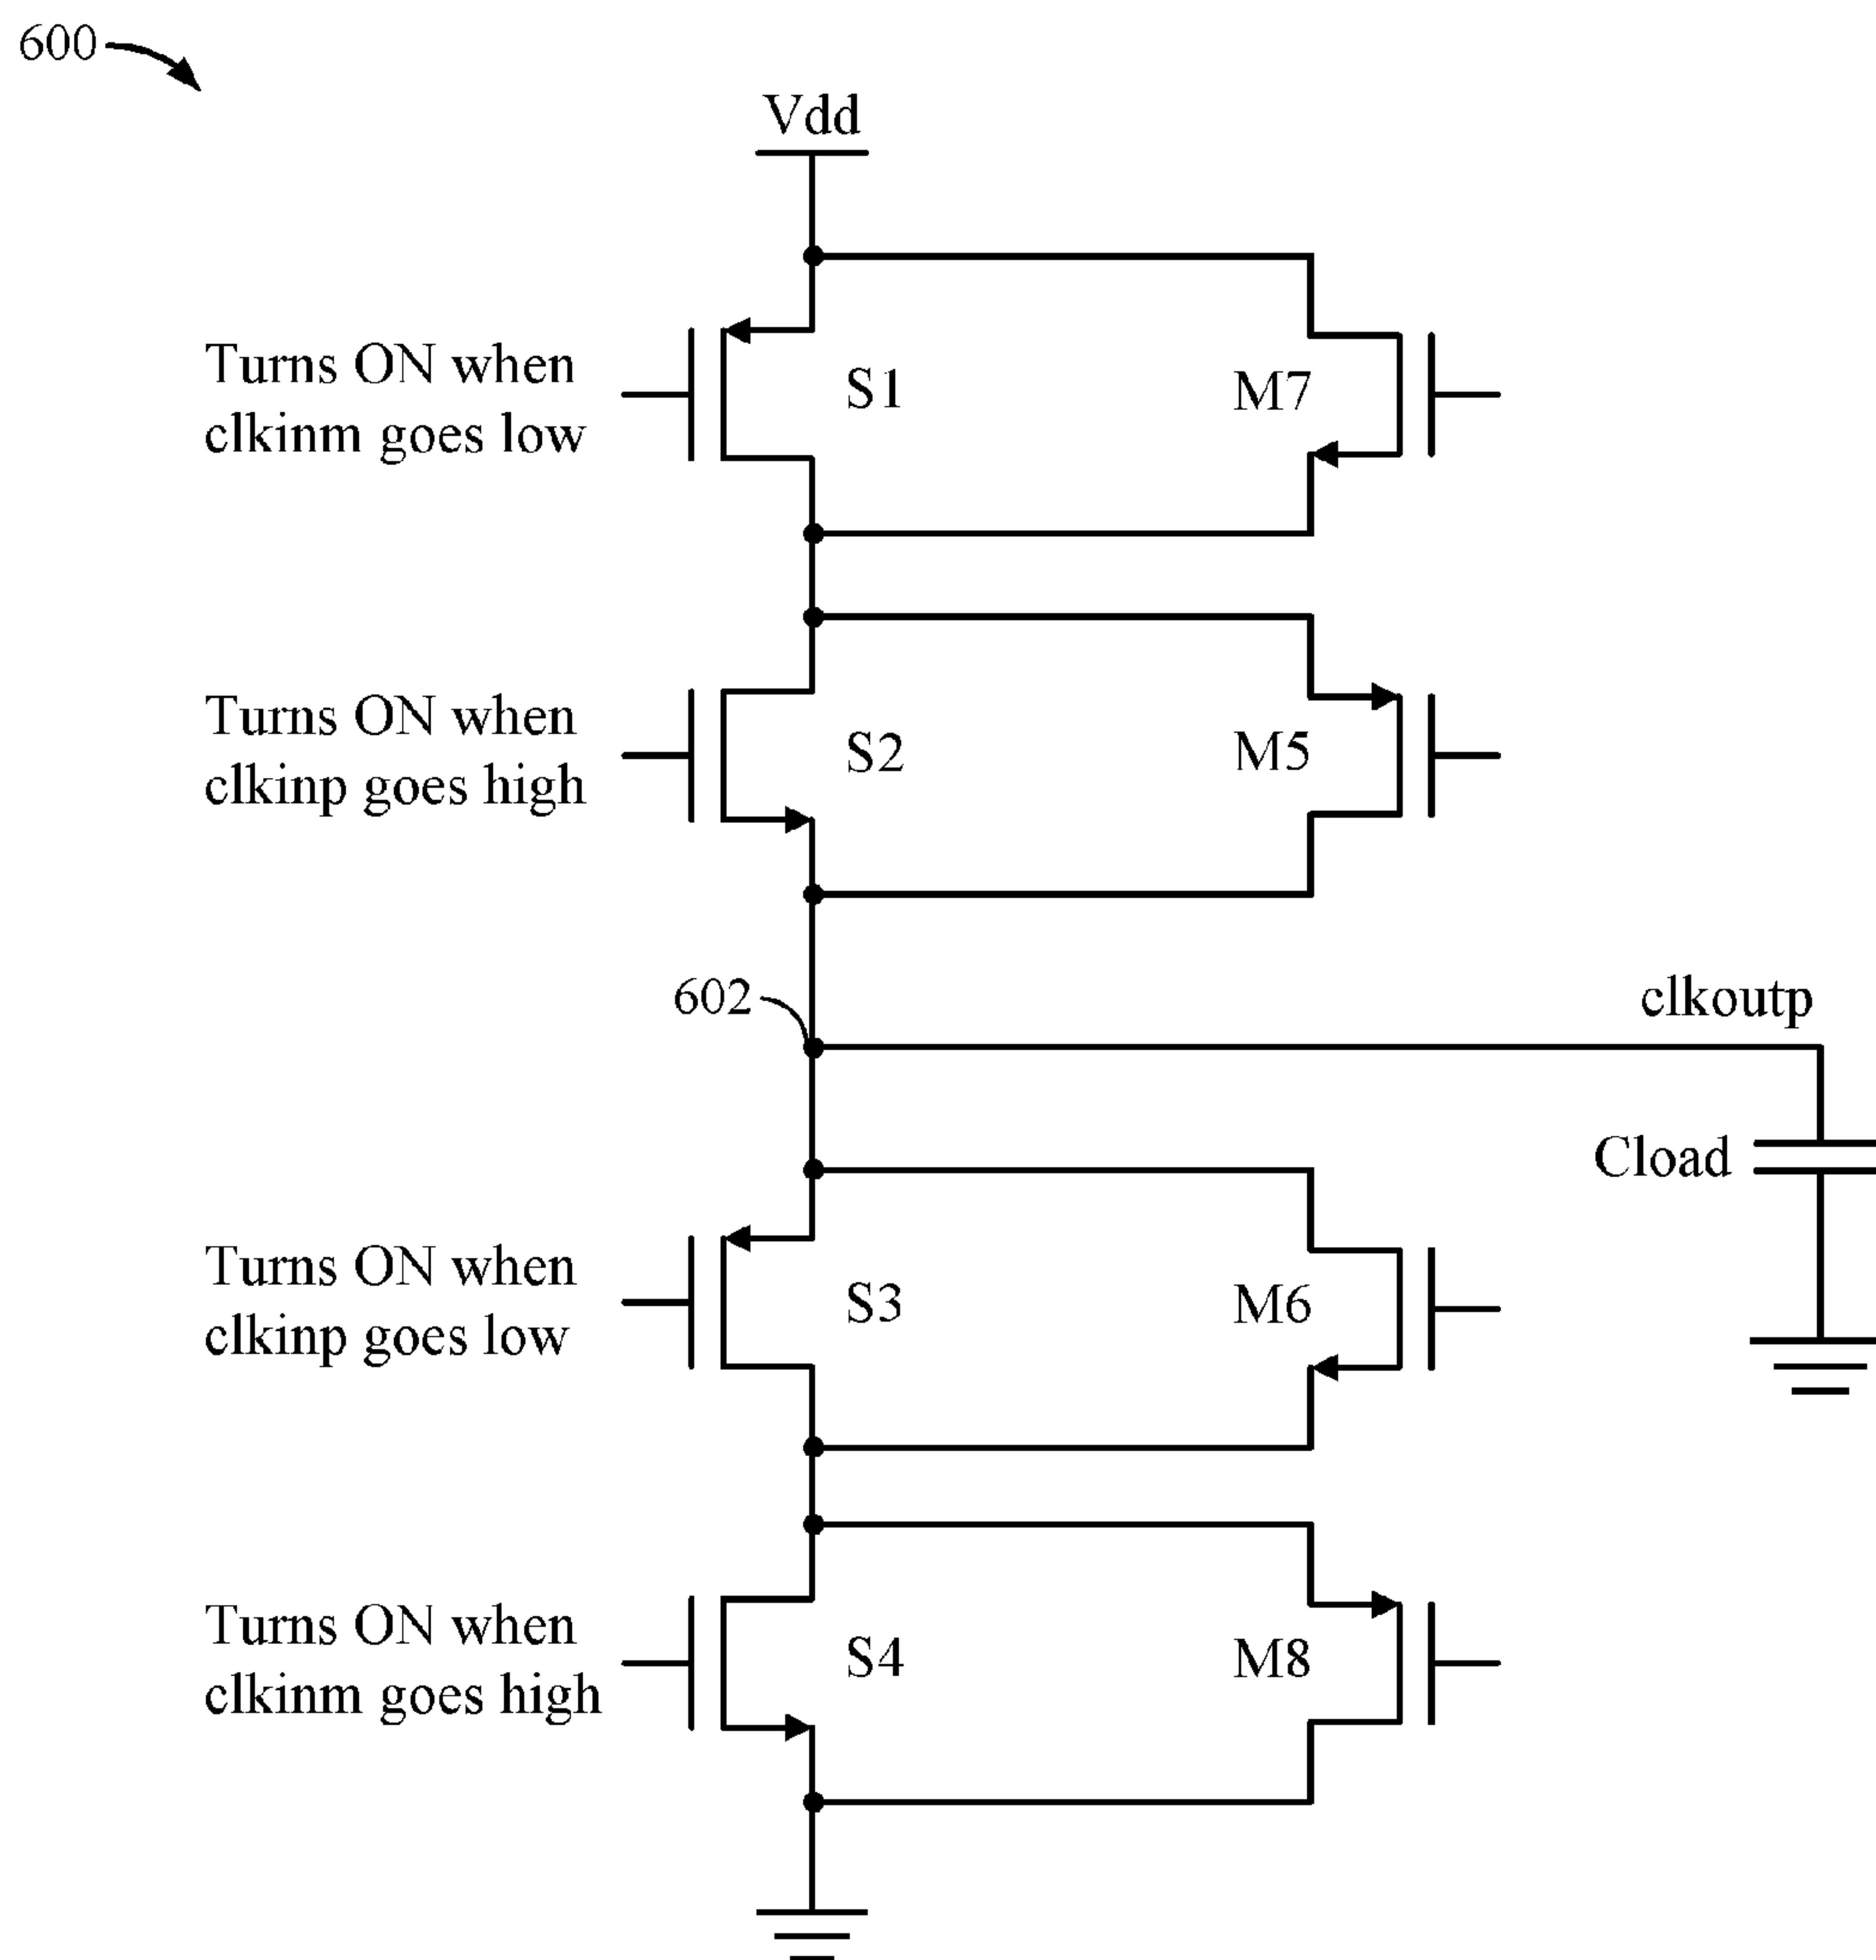 600
Vdd
Turns ON when
clkinm goes low
S1
M7
Turns ON when
clkinp goes high
S2
M5
602
clkoutp
Cload
Turns ON when
clkinp goes low
S3
M6
Turns ON when
clkinm goes high
S4
M8